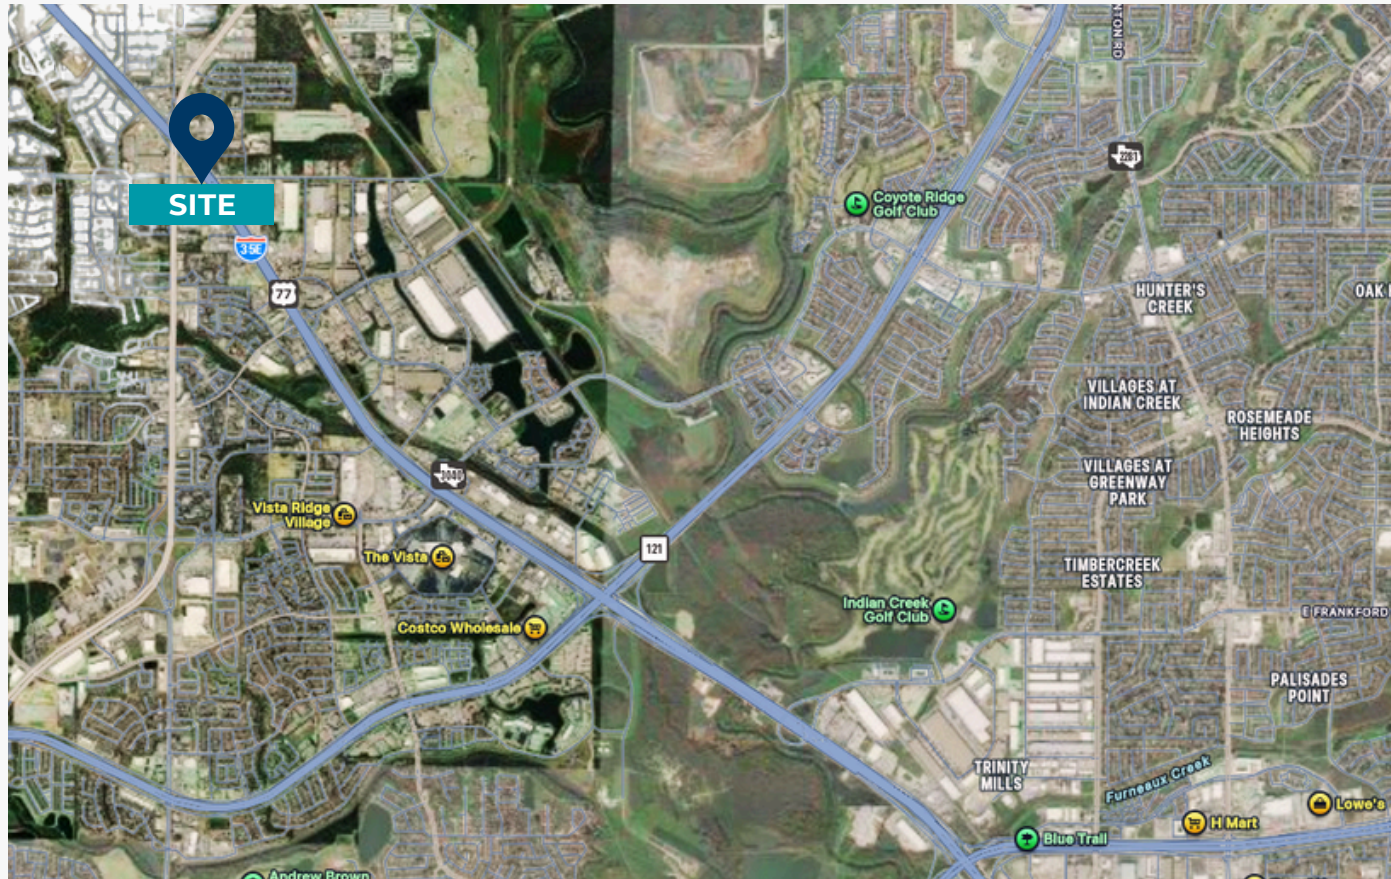 NTON RD
SITE
Coyote Ridge
Golf Club
35E
77
HUNTER'S
CREEK
OAK
VILLAGES AT
INDIAN CREEK
ROSEMEADE
HEIGHTS
VILLAGES AT
GREENWAY
PARK
Vista Ridge
Village
The Vista
121
TIMBERCREEK
ESTATES
Indian Creek
Golf Club
E FRANKFORD
Costco Wholesale
PALISADES
POINT
TRINITY
MILLS
Furneaux Creek
Lowe's
H Mart
Blue Trail
Andrew Brown